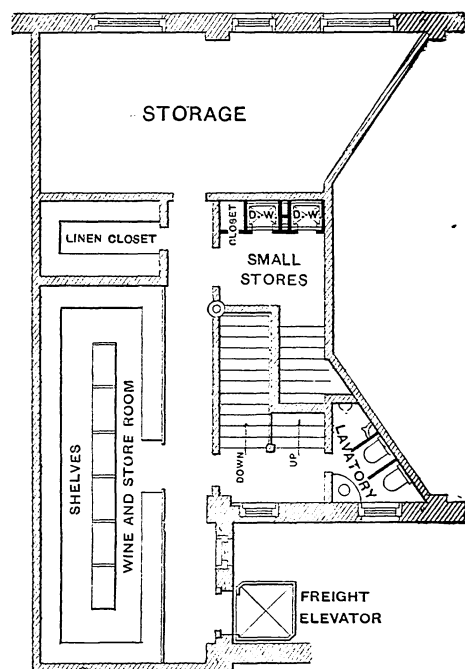 STORAGE
CLOSET
D.W.
D.W.
LINEN CLOSET
SMALL
STORES
SHELVES
WINE AND STORE ROOM
DOWN
UP
LAVATORY
FREIGHT
ELEVATOR